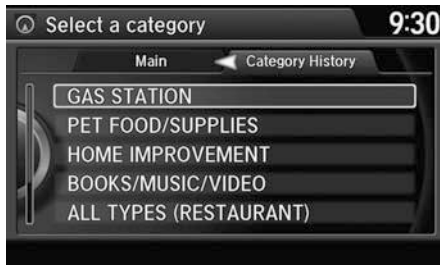 Select a category 9:30
Main Category History
GAS STATION
PET FOOD/SUPPLIES
HOME IMPROVEMENT
BOOKS/MUSIC/VIDEO
ALL TYPES (RESTAURANT)